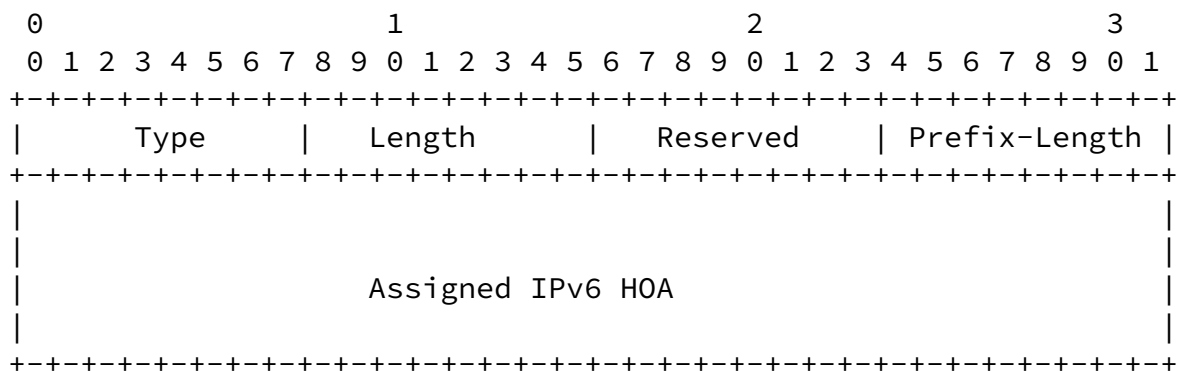 0                   1                   2                   3
 0 1 2 3 4 5 6 7 8 9 0 1 2 3 4 5 6 7 8 9 0 1 2 3 4 5 6 7 8 9 0 1
+-+-+-+-+-+-+-+-+-+-+-+-+-+-+-+-+-+-+-+-+-+-+-+-+-+-+-+-+-+-+-+-+
|      Type     |   Length      |   Reserved    | Prefix-Length |
+-+-+-+-+-+-+-+-+-+-+-+-+-+-+-+-+-+-+-+-+-+-+-+-+-+-+-+-+-+-+-+-+
|                                                               |
|                                                               |
|                   Assigned IPv6 HOA                           |
|                                                               |
+-+-+-+-+-+-+-+-+-+-+-+-+-+-+-+-+-+-+-+-+-+-+-+-+-+-+-+-+-+-+-+-+